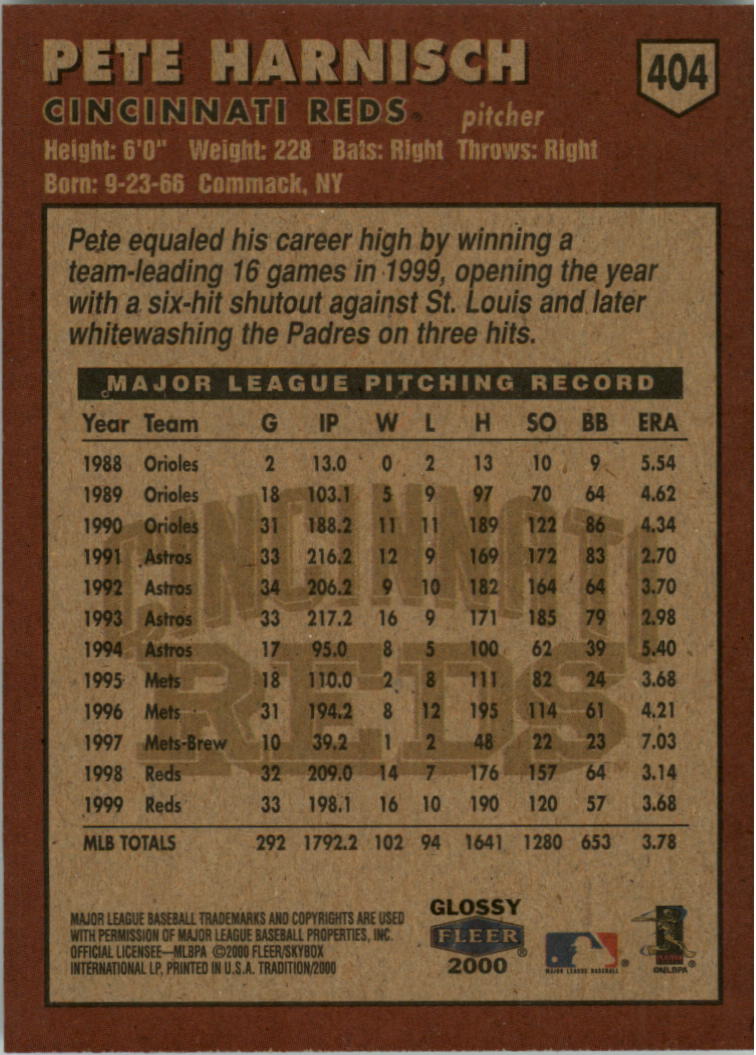 PETE HARNISCH
404
CINCINNATI REDS® pitcher
Height: 6'0" Weight: 228 Bats: Right Throws: Right
Born: 9-23-66 Commack, NY
Pete equaled his career high by winning a
team-leading 16 games in 1999, opening the year
with a six-hit shutout against St. Louis and later
whitewashing the Padres on three hits.
MAJOR LEAGUE PITCHING RECORD
Year Team G IP W L H SO BB ERA
1988 Orioles 2 13.0 0 2 13 10 9 5.54
1989 Orioles 18 103.1 5 9 97 70 64 4.62
1990 Orioles 31 188.2 11 11 189 122 86 4.34
1991 Astros 33 216.2 12 9 169 172 83 2.70
1992 Astros 34 206.2 9 10 182 164 64 3.70
1993 Astros 33 217.2 16 9 171 185 79 2.98
1994 Astros 17 95.0 8 5 100 62 39 5.40
1995 Mets 18 110.0 2 8 111 82 24 3.68
1996 Mets 31 194.2 8 12 195 114 61 4.21
1997 Mets-Brew 10 39.2 1 2 48 22 23 7.03
1998 Reds 32 209.0 14 7 176 157 64 3.14
1999 Reds 33 198.1 16 10 190 120 57 3.68
MLB TOTALS 292 1792.2 102 94 1641 1280 653 3.78
CINCINNATI
REDS
MAJOR LEAGUE BASEBALL TRADEMARKS AND COPYRIGHTS ARE USED
WITH PERMISSION OF MAJOR LEAGUE BASEBALL PROPERTIES, INC.
OFFICIAL LICENSEE—MLBPA ©2000 FLEER/SKYBOX
INTERNATIONAL LP, PRINTED IN U.S.A. TRADITION/2000
GLOSSY
FLEER®
2000
MAJOR LEAGUE BASEBALL®
PLAYERS
©MLBPA®